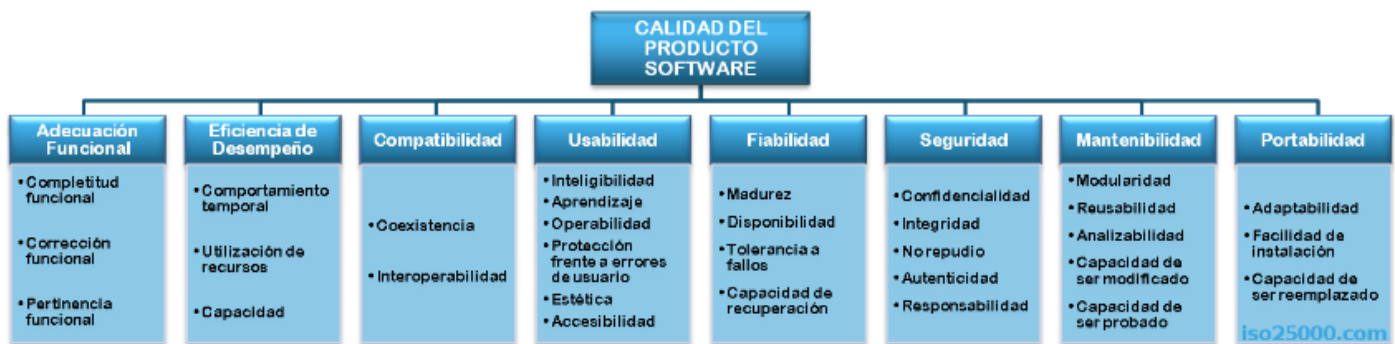 CALIDAD DEL
PRODUCTO
SOFTWARE
Adecuación
Funcional
•Completitud
funcional
•Corrección
funcional
•Pertinencia
funcional
Eficiencia de
Desempeño
•Comportamiento
temporal
•Utilización de
recursos
•Capacidad
Compatibilidad
•Coexistencia
•Interoperabilidad
Usabilidad
•Inteligibilidad
•Aprendizaje
•Operabilidad
•Protección
frente a errores
de usuario
•Estética
•Accesibilidad
Fiabilidad
•Madurez
•Disponibilidad
•Tolerancia a
fallos
•Capacidad de
recuperación
Seguridad
•Confidencialidad
•Integridad
•No repudio
•Autenticidad
•Responsabilidad
Mantenibilidad
•Modularidad
•Reusabilidad
•Analizabilidad
•Capacidad de
ser modificado
•Capacidad de
ser probado
Portabilidad
•Adaptabilidad
•Facilidad de
instalación
•Capacidad de
ser reemplazado
iso25000.com